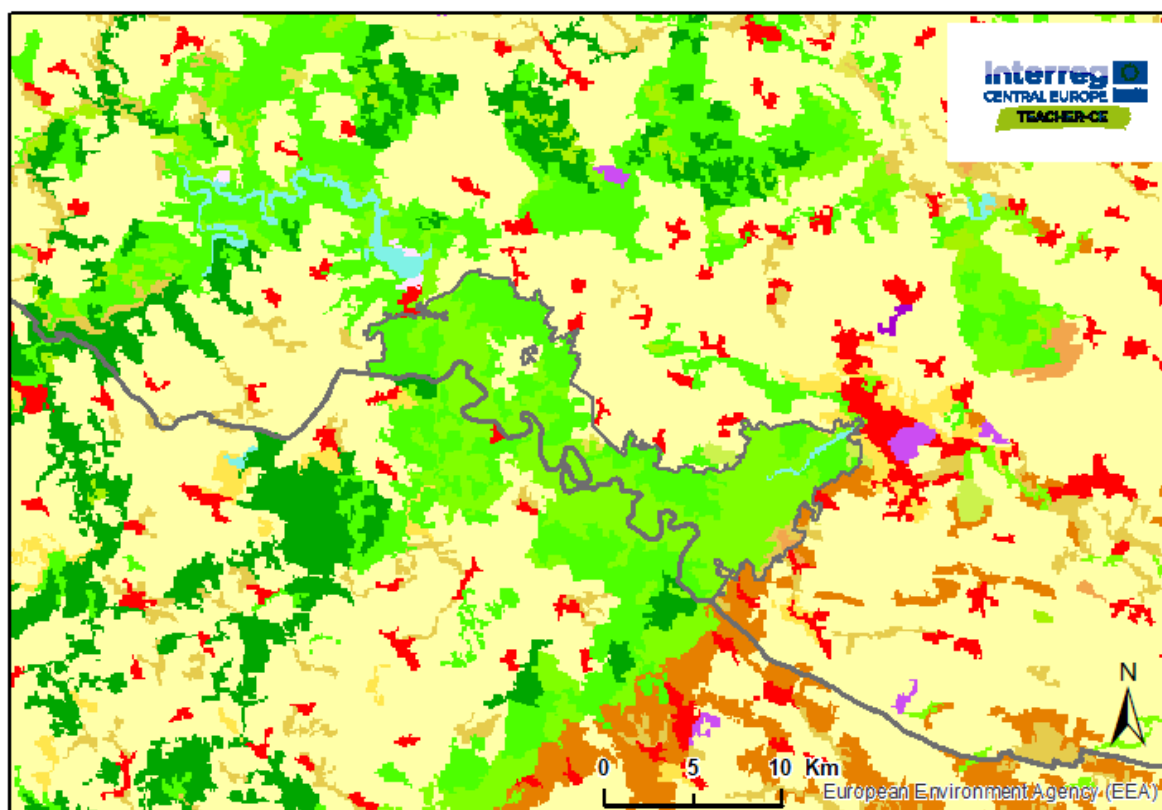 Interreg
CENTRAL EUROPE
TEACHER-CE
N
0 5 10 Km
European Environment Agency (EEA)